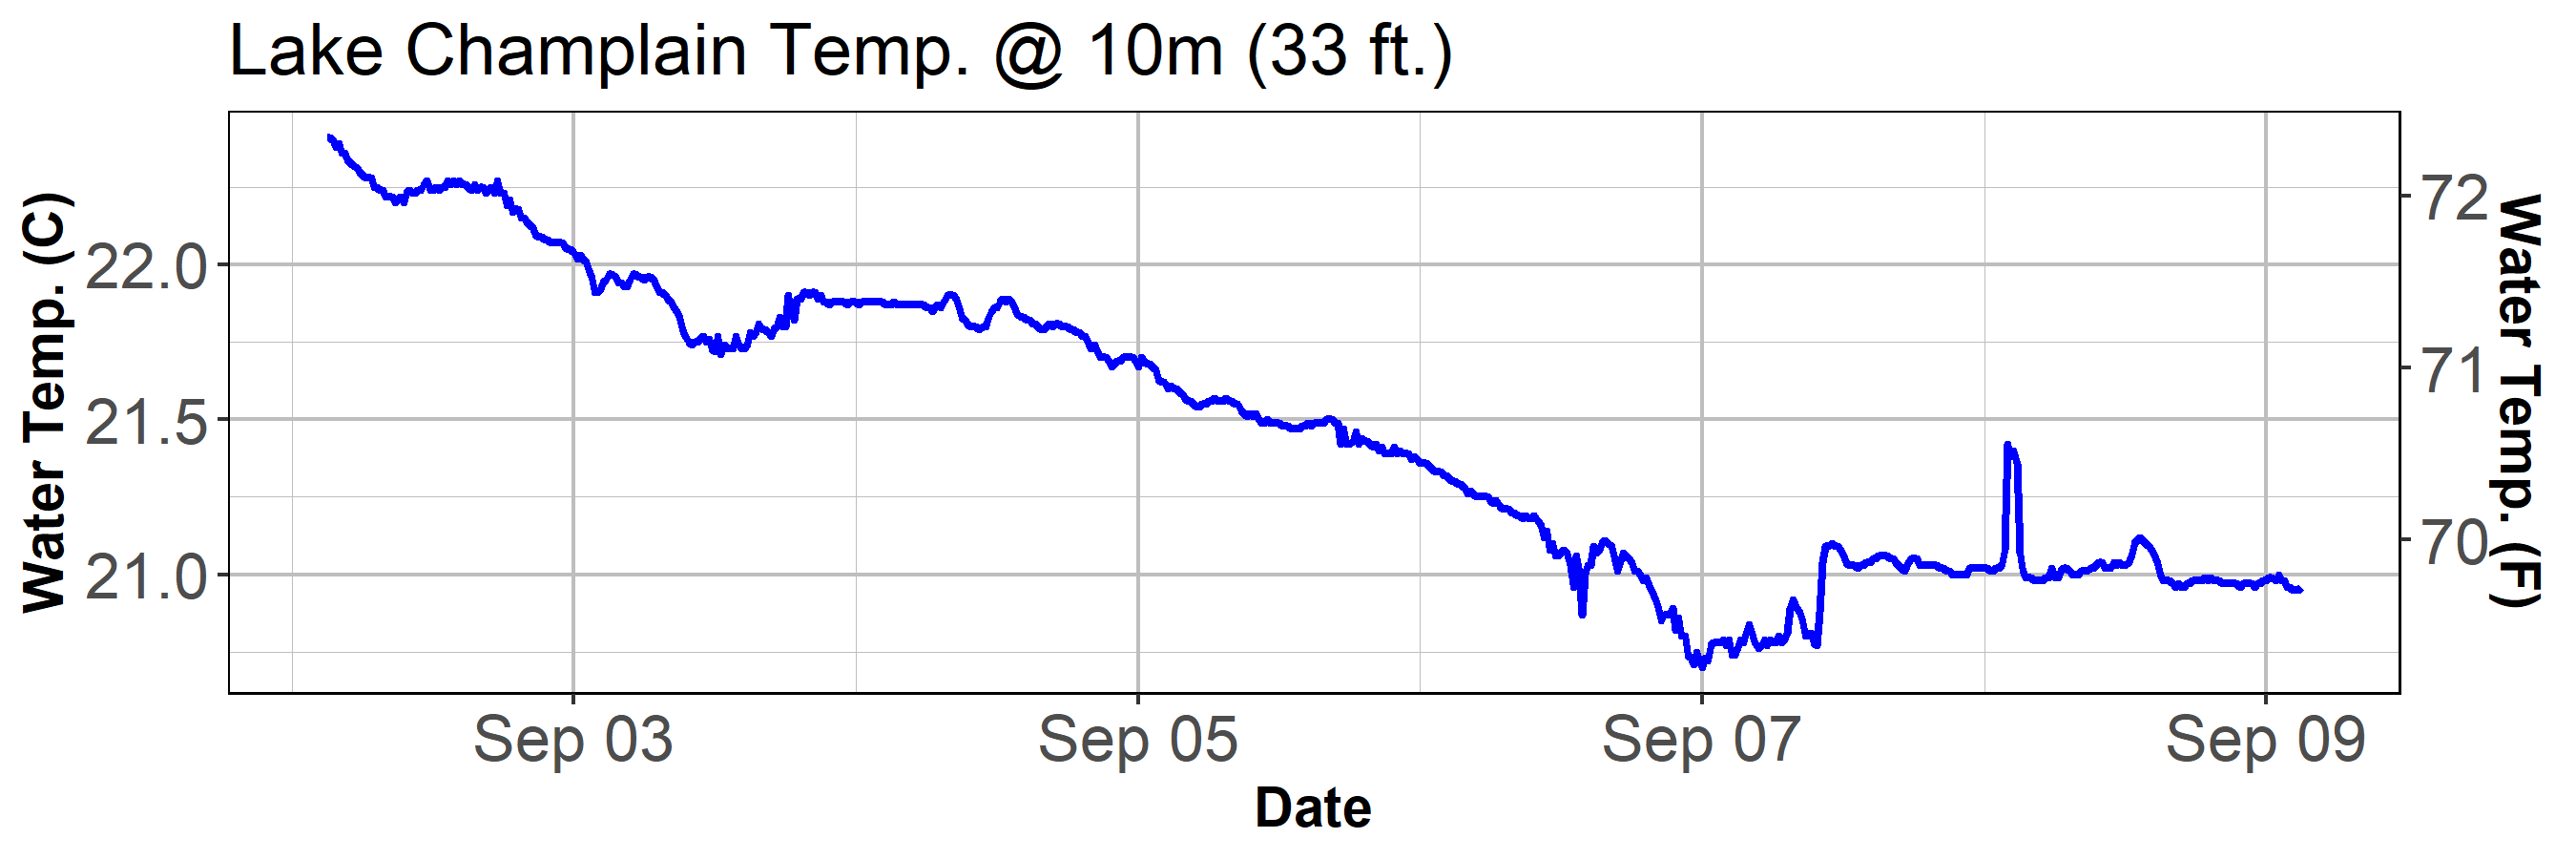 Lake Champlain Temp. @ 10m (33 ft.)
Water Temp. (C)
22.0
21.5
21.0
72
71
70
Water Temp. (F)
Sep 03
Sep 05
Sep 07
Sep 09
Date